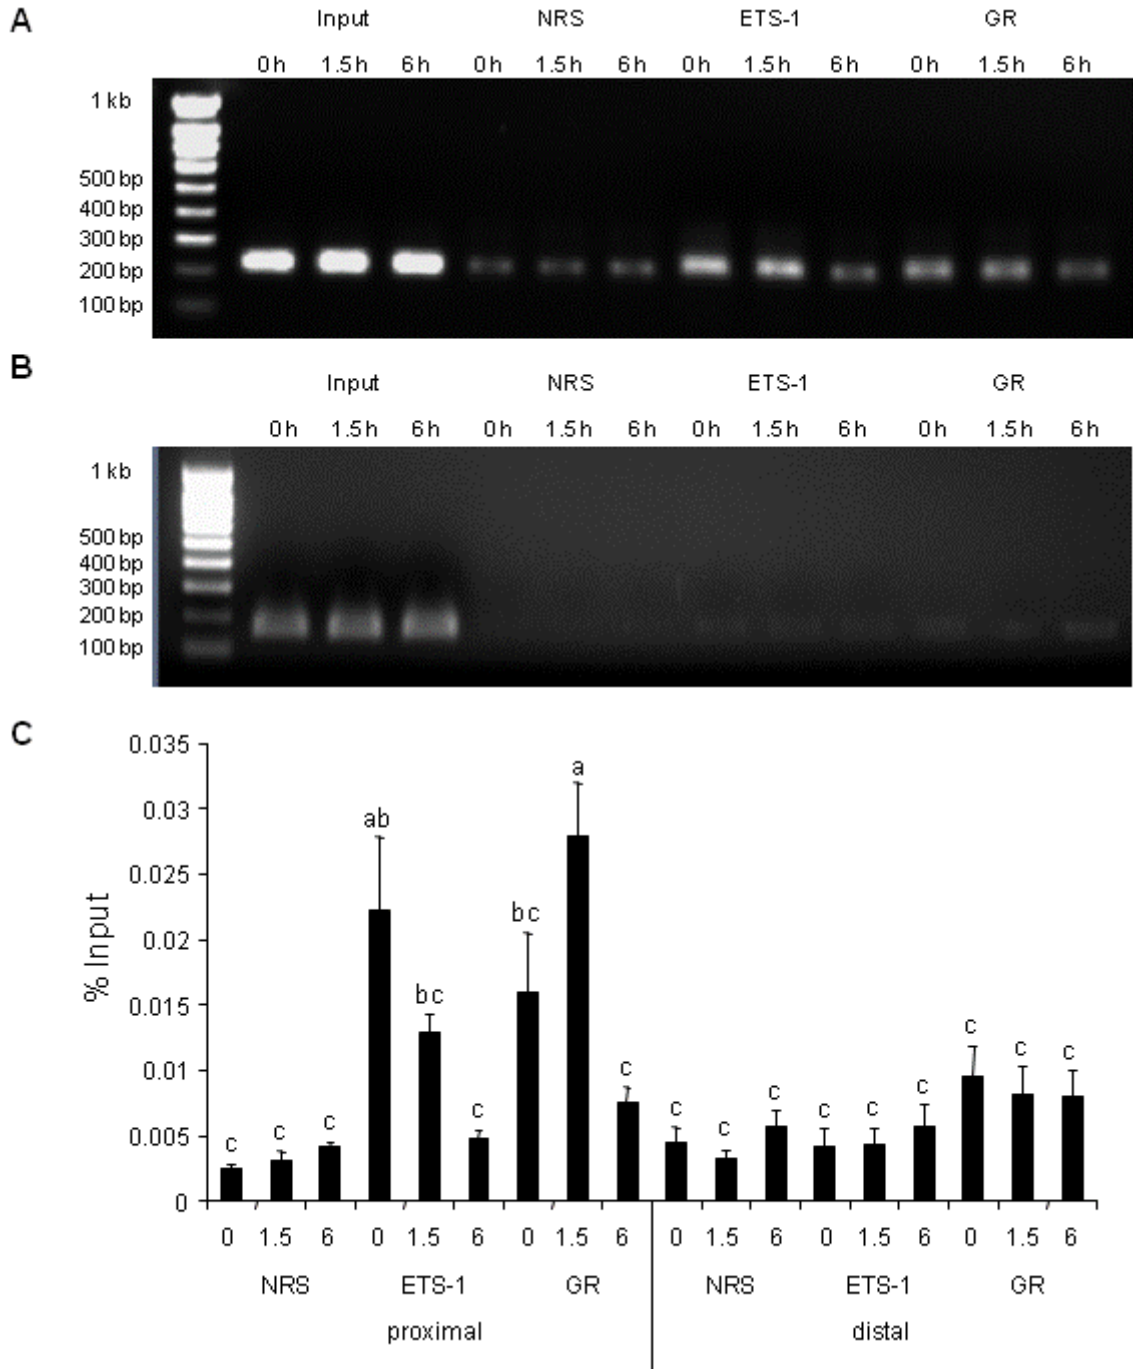 A
Input NRS ETS-1 GR
0h 1.5h 6h 0h 1.5h 6h 0h 1.5h 6h 0h 1.5h 6h
1 kb
500 bp
400 bp
300 bp
200 bp
100 bp
B
Input NRS ETS-1 GR
0h 1.5h 6h 0h 1.5h 6h 0h 1.5h 6h 0h 1.5h 6h
1 kb
500 bp
400 bp
300 bp
200 bp
100 bp
C
% Input
0.035
0.03
0.025
0.02
0.015
0.01
0.005
0
c c c ab bc c bc a c c c c c c c c c c
0 1.5 6 0 1.5 6 0 1.5 6 0 1.5 6 0 1.5 6 0 1.5 6
NRS ETS-1 GR NRS ETS-1 GR
proximal distal